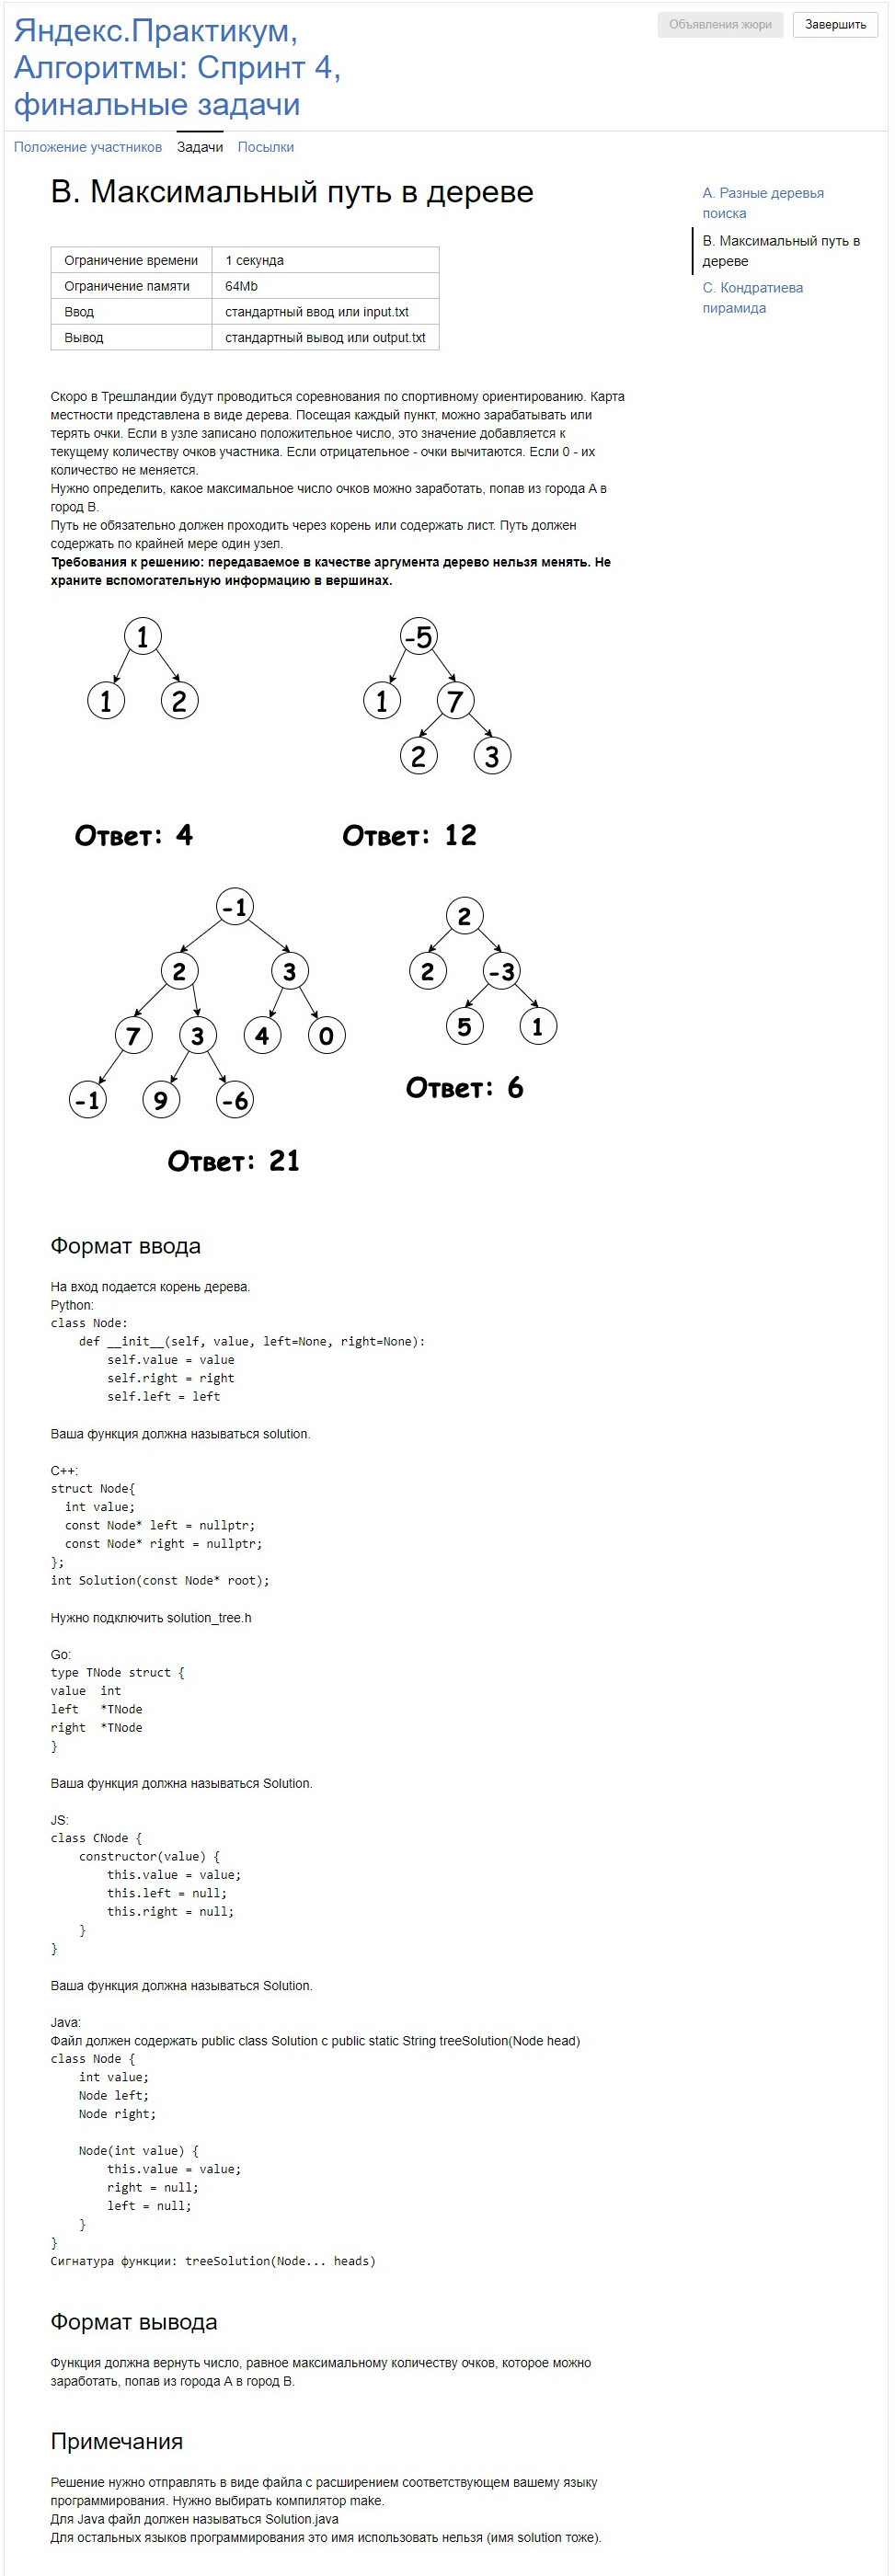 Яндекс.Практикум,
Алгоритмы: Спринт 4,
финальные задачи
Объявления жюри
Завершить
Положение участников Задачи Посылки
B. Максимальный путь в дереве
A. Разные деревья
поиска
B. Максимальный путь в
дереве
C. Кондратиева
пирамида
Ограничение времени 1 секунда
Ограничение памяти 64Mb
Ввод стандартный ввод или input.txt
Вывод стандартный вывод или output.txt
Скоро в Трешландии будут проводиться соревнования по спортивному ориентированию. Карта
местности представлена в виде дерева. Посещая каждый пункт, можно зарабатывать или
терять очки. Если в узле записано положительное число, это значение добавляется к
текущему количеству очков участника. Если отрицательное - очки вычитаются. Если 0 - их
количество не меняется.
Нужно определить, какое максимальное число очков можно заработать, попав из города A в
город B.
Путь не обязательно должен проходить через корень или содержать лист. Путь должен
содержать по крайней мере один узел.
Требования к решению: передаваемое в качестве аргумента дерево нельзя менять. Не
храните вспомогательную информацию в вершинах.
1
1 2
Ответ: 4
-5
1 7
2 3
Ответ: 12
-1
2 3
7 3 4 0
-1 9 -6
Ответ: 21
2
2 -3
5 1
Ответ: 6
Формат ввода
На вход подается корень дерева.
Python:
class Node:
    def __init__(self, value, left=None, right=None):
        self.value = value
        self.right = right
        self.left = left
Ваша функция должна называться solution.
C++:
struct Node{
  int value;
  const Node* left = nullptr;
  const Node* right = nullptr;
};
int Solution(const Node* root);
Нужно подключить solution_tree.h
Go:
type TNode struct {
value  int
left   *TNode
right  *TNode
}
Ваша функция должна называться Solution.
JS:
class CNode {
    constructor(value) {
        this.value = value;
        this.left = null;
        this.right = null;
    }
}
Ваша функция должна называться Solution.
Java:
Файл должен содержать public class Solution с public static String treeSolution(Node head)
class Node {
    int value;
    Node left;
    Node right;
    Node(int value) {
        this.value = value;
        right = null;
        left = null;
    }
}
Сигнатура функции: treeSolution(Node... heads)
Формат вывода
Функция должна вернуть число, равное максимальному количеству очков, которое можно
заработать, попав из города A в город B.
Примечания
Решение нужно отправлять в виде файла с расширением соответствующем вашему языку
программирования. Нужно выбирать компилятор make.
Для Java файл должен называться Solution.java
Для остальных языков программирования это имя использовать нельзя (имя solution тоже).